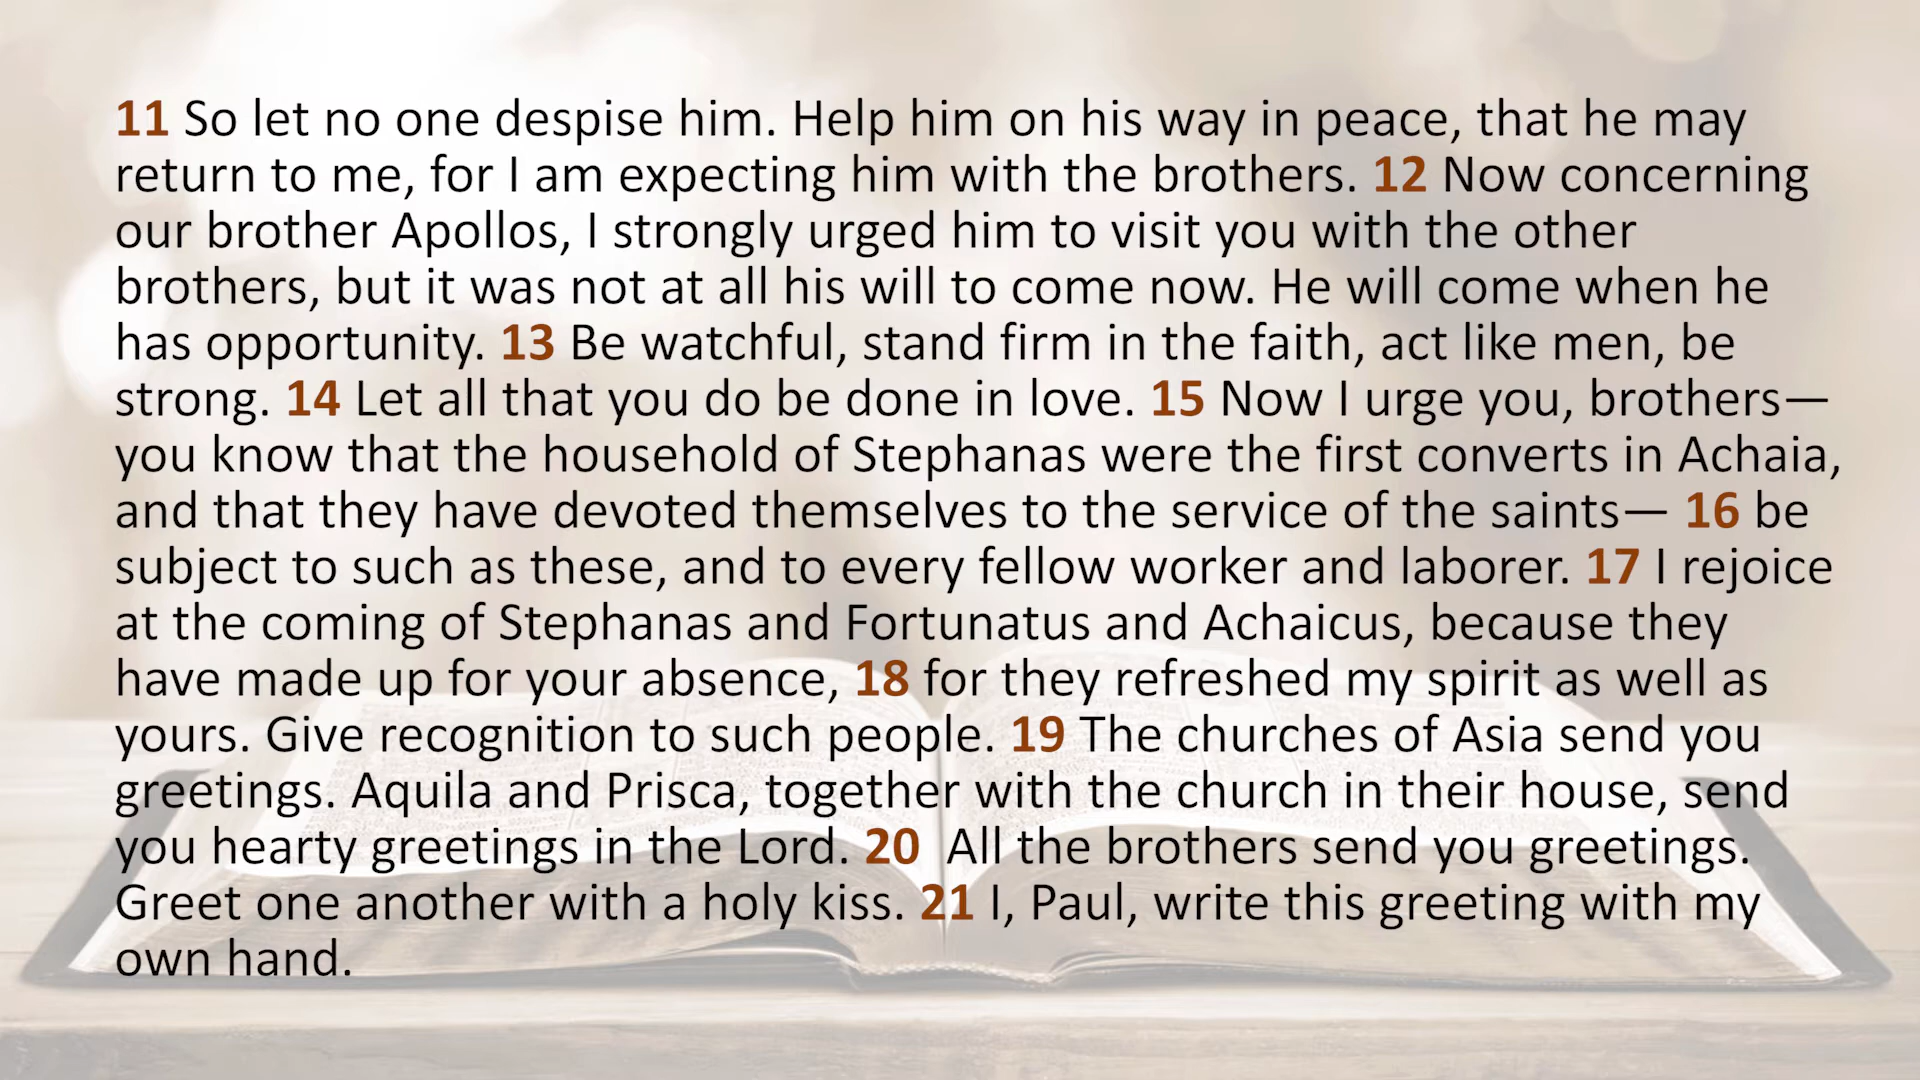 11 So let no one despise him. Help him on his way in peace, that he may
return to me, for I am expecting him with the brothers. 12 Now concerning
our brother Apollos, I strongly urged him to visit you with the other
brothers, but it was not at all his will to come now. He will come when he
has opportunity. 13 Be watchful, stand firm in the faith, act like men, be
strong. 14 Let all that you do be done in love. 15 Now I urge you, brothers—
you know that the household of Stephanas were the first converts in Achaia,
and that they have devoted themselves to the service of the saints— 16 be
subject to such as these, and to every fellow worker and laborer. 17 I rejoice
at the coming of Stephanas and Fortunatus and Achaicus, because they
have made up for your absence, 18 for they refreshed my spirit as well as
yours. Give recognition to such people. 19 The churches of Asia send you
greetings. Aquila and Prisca, together with the church in their house, send
you hearty greetings in the Lord. 20  All the brothers send you greetings.
Greet one another with a holy kiss. 21 I, Paul, write this greeting with my
own hand.